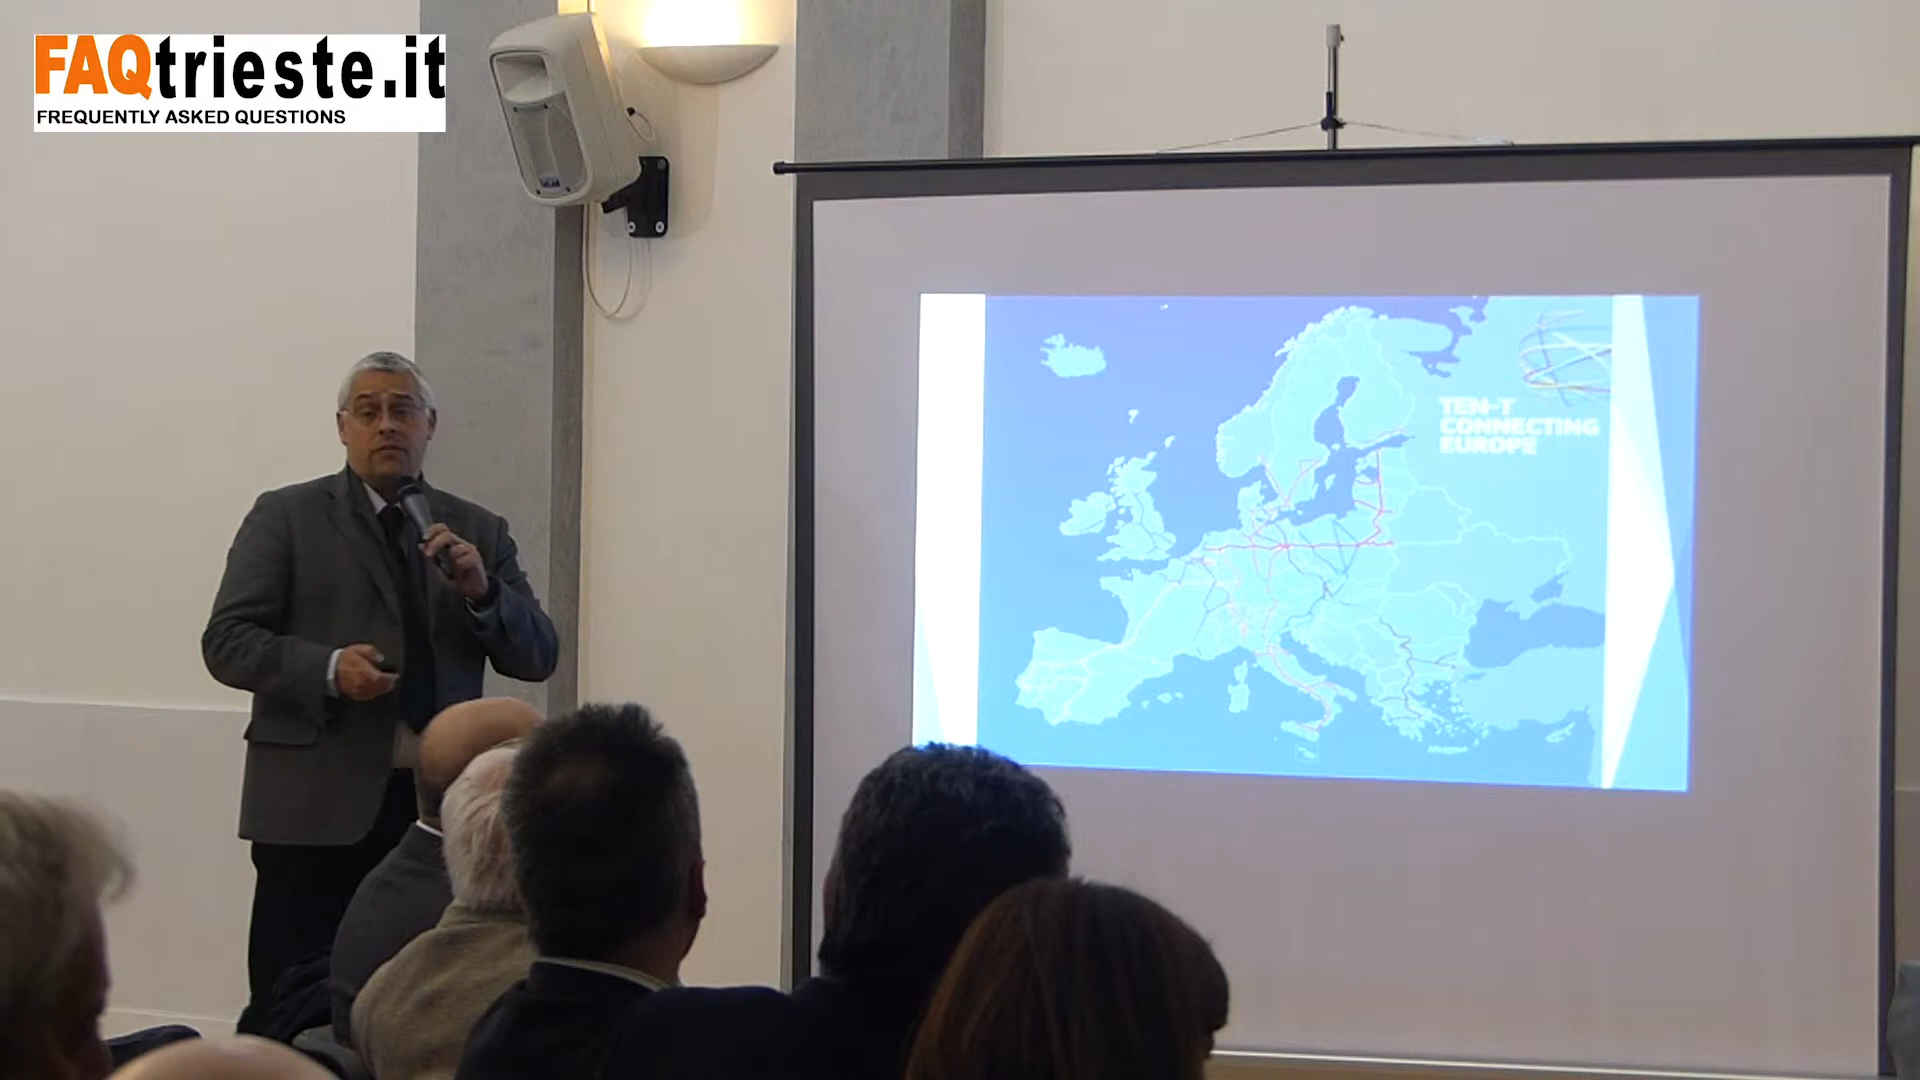 FAQtrieste.it
FREQUENTLY ASKED QUESTIONS
TEN-T
CONNECTING
EUROPE